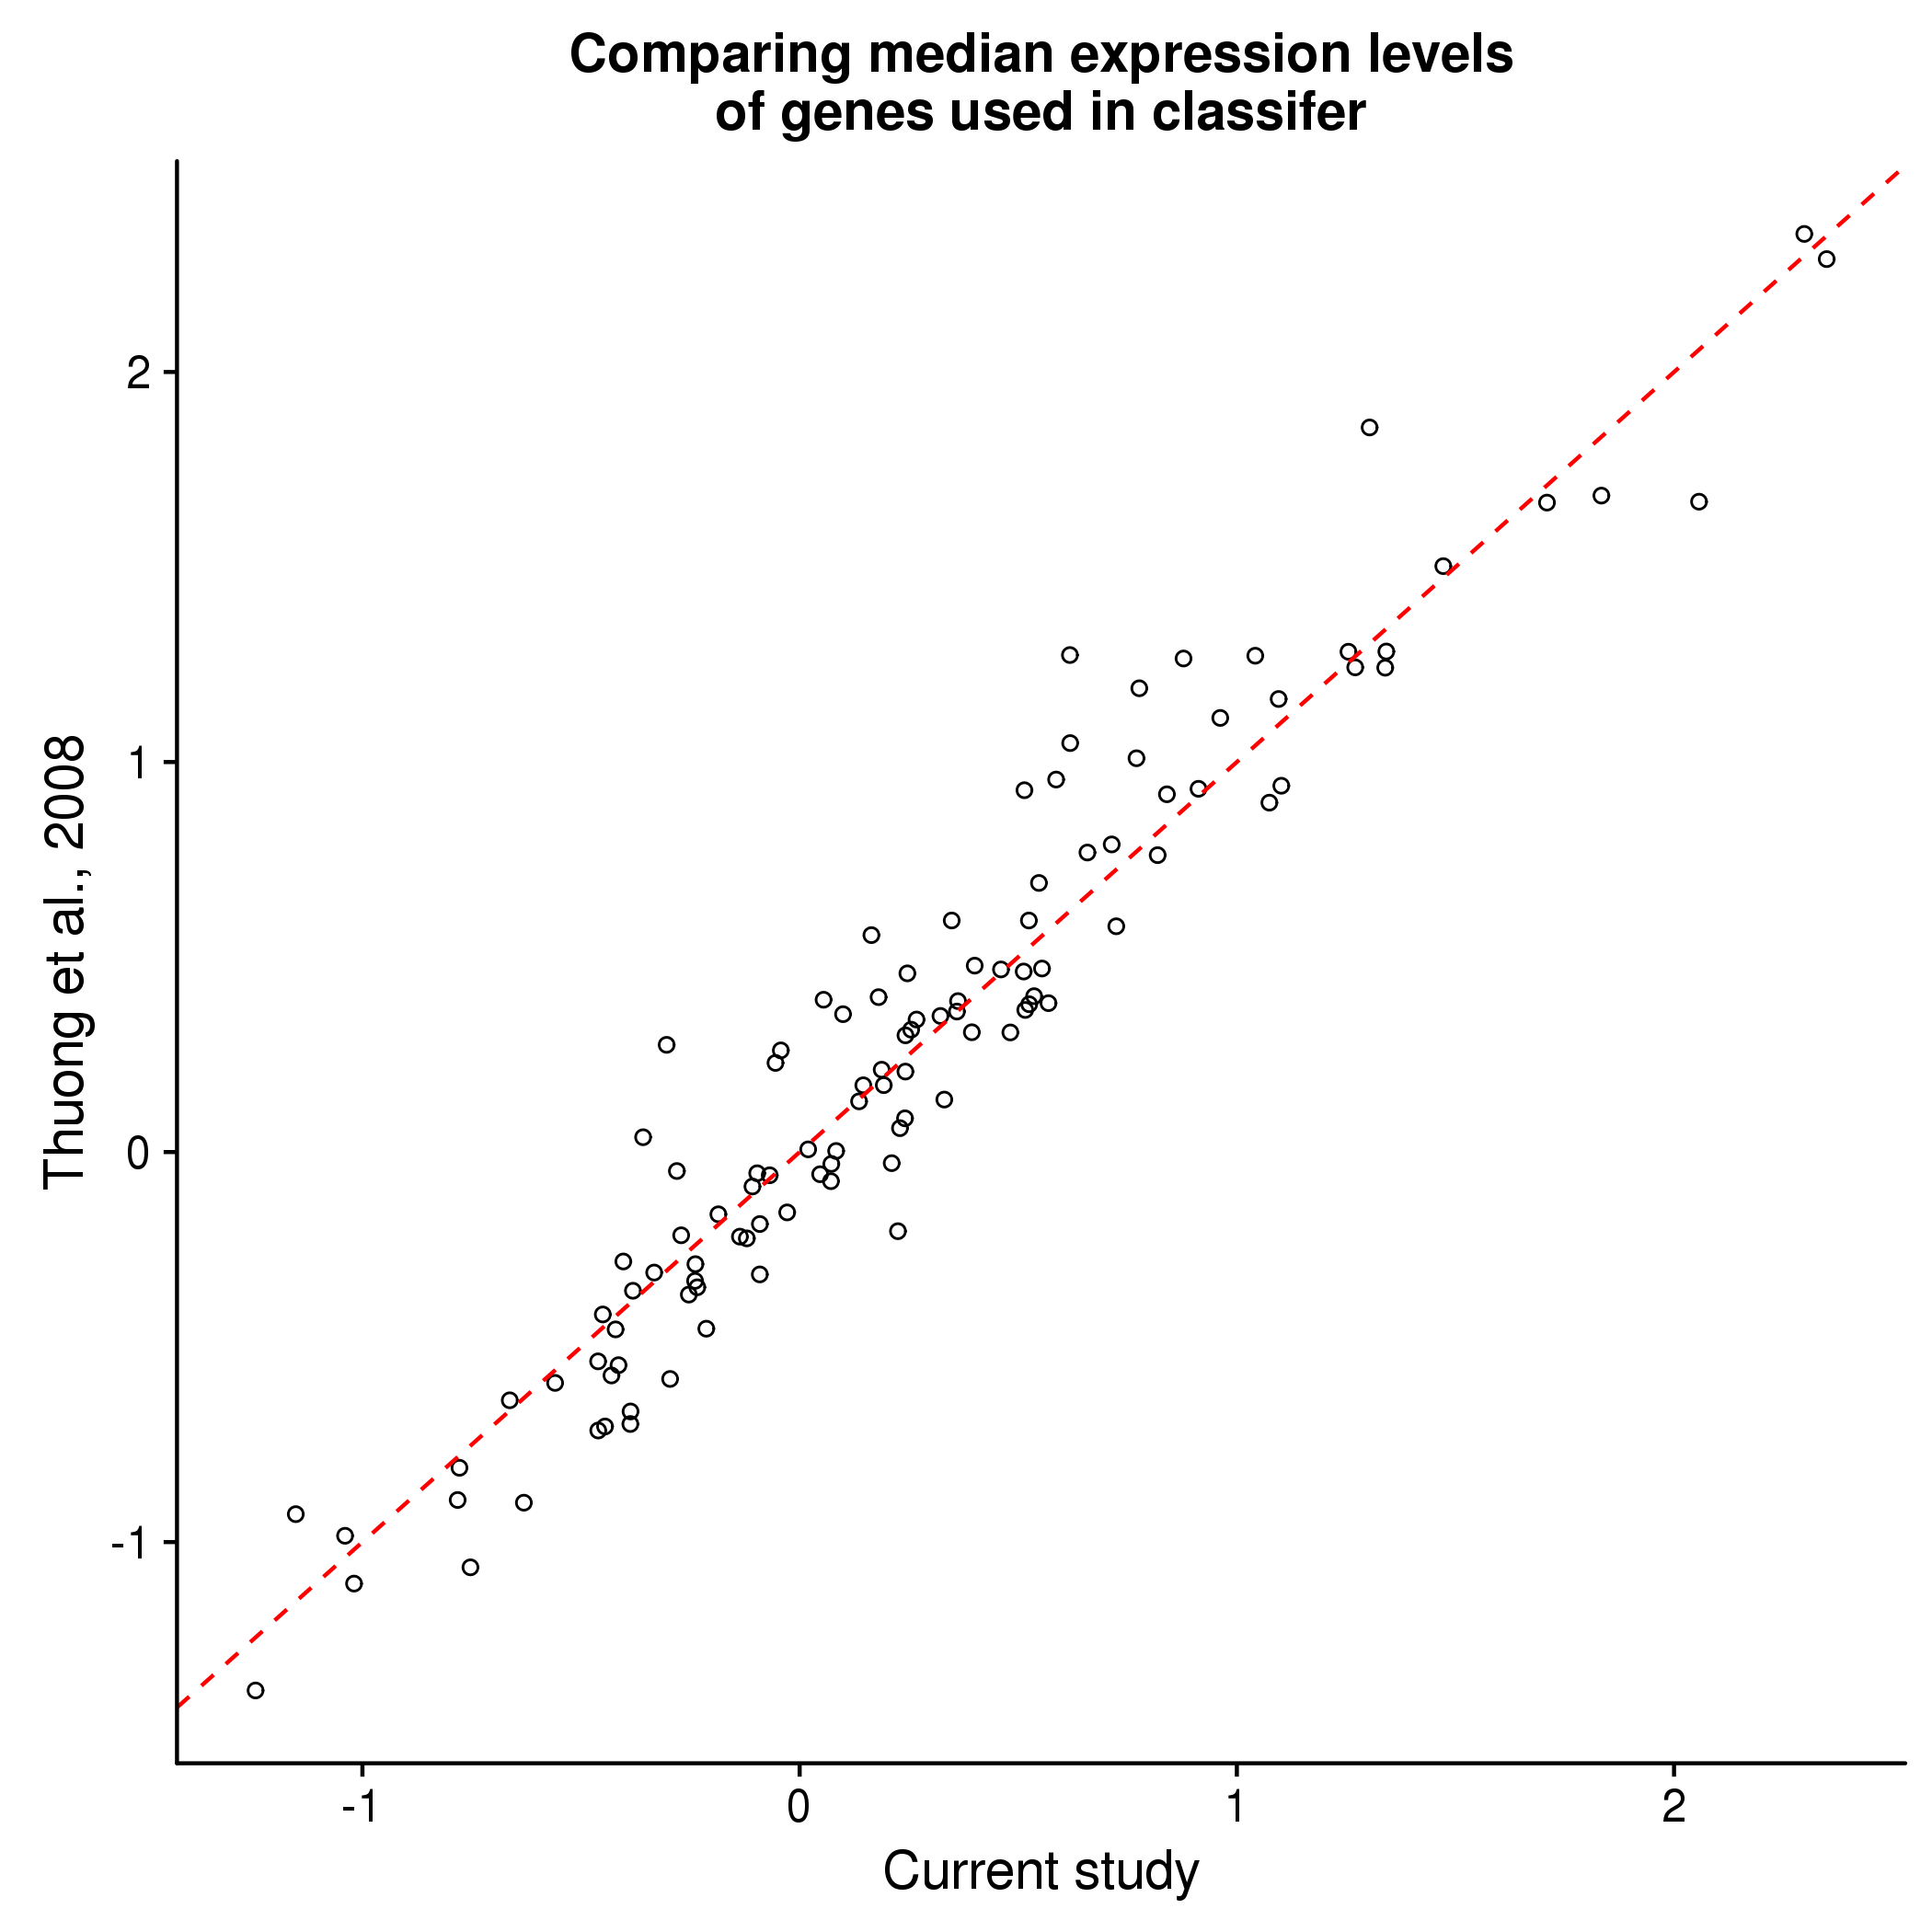 Comparing median expression levels
of genes used in classifer
Thuong et al., 2008
2
1
0
-1
-1
0
1
2
Current study